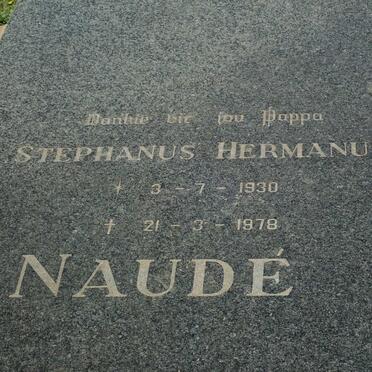 Dankie vir jou Pappa
STEPHANUS HERMANU
* 3 - 7 - 1930
† 21 - 3 - 1978
NAUDÉ